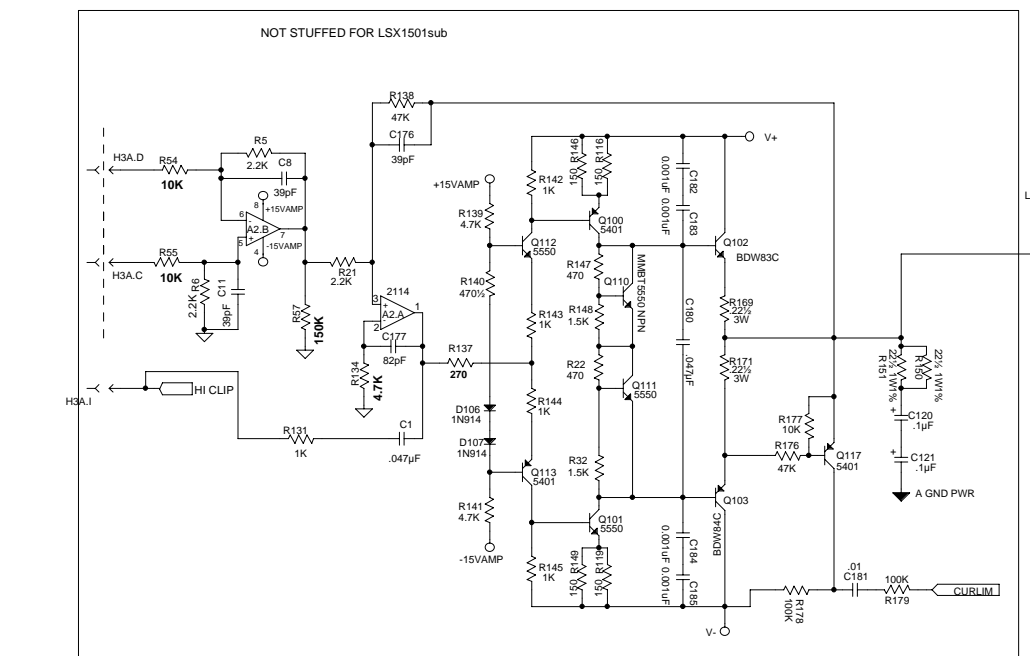 NOT STUFFED FOR LSX1501sub
H3A.D
R54
10K
R5
2.2K
C8
39pF
8
+15VAMP
6
A2.B
7
5
-15VAMP
4
H3A.C
R55
10K
2.2K R6
C11
39pF
R57
150K
R21
2.2K
R138
47K
C176
39pF
3
2114
1
A2.A
2
C177
82pF
R134
4.7K
R137
270
H3A.I
HI CLIP
R131
1K
C1
.047µF
+15VAMP
R139
4.7K
R140
470½
D106
1N914
D107
1N914
R141
4.7K
-15VAMP
R142
1K
Q112
5550
R143
1K
R144
1K
Q113
5401
R145
1K
150 R146
150 R116
Q100
5401
R147
470
Q110
MMBT5550 NPN
R148
1.5K
R22
470
Q111
5550
R32
1.5K
Q101
5550
150 R149
150 R119
C182
C183
0.001uF 0.001uF
C180
.047µF
C184
C185
0.001uF 0.001uF
V+
Q102
BDW83C
R169
.22½
3W
R171
.22½
3W
Q103
BDW84C
V-
R177
10K
R176
47K
Q117
5401
R151
22½ 1W1%
R150
22½ 1W1%
+
C120
.1µF
+
C121
.1µF
A GND PWR
R178
100K
.01
C181
100K
R179
CURLIM
L